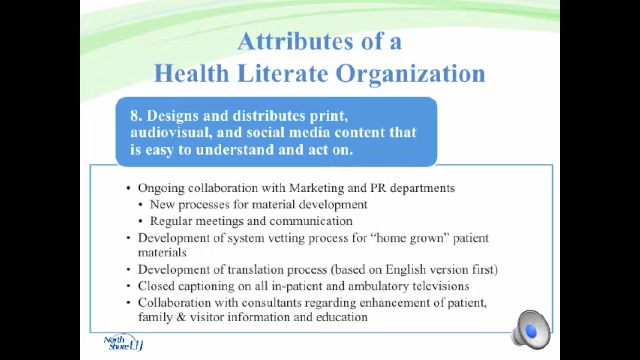 Attributes of a
Health Literate Organization
8. Designs and distributes print,
audiovisual, and social media content that
is easy to understand and act on.
• Ongoing collaboration with Marketing and PR departments
• New processes for material development
• Regular meetings and communication
• Development of system vetting process for “home grown” patient
materials
• Development of translation process (based on English version first)
• Closed captioning on all in-patient and ambulatory televisions
• Collaboration with consultants regarding enhancement of patient,
family & visitor information and education
North
Shore LIJ